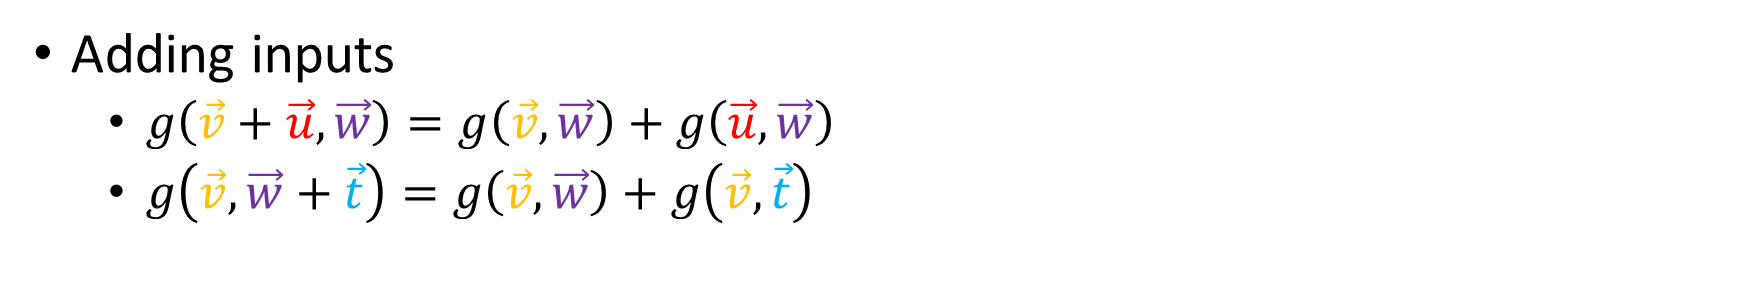 • Adding inputs
• g(v⃗ + u⃗, w⃗) = g(v⃗, w⃗) + g(u⃗, w⃗)
• g(v⃗, w⃗ + t⃗) = g(v⃗, w⃗) + g(v⃗, t⃗)